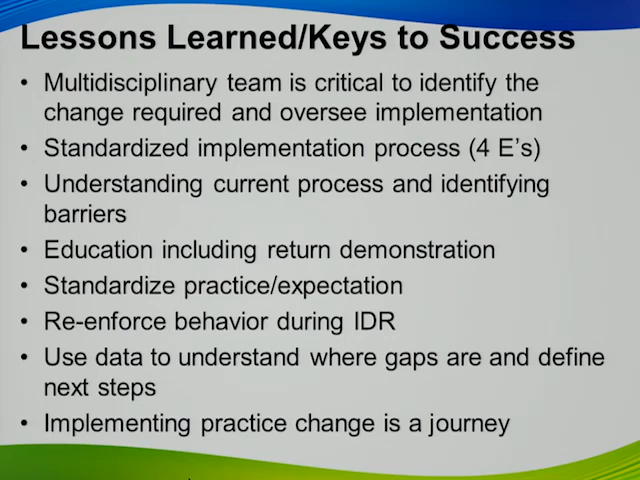 Lessons Learned/Keys to Success
• Multidisciplinary team is critical to identify the
change required and oversee implementation
• Standardized implementation process (4 E's)
• Understanding current process and identifying
barriers
• Education including return demonstration
• Standardize practice/expectation
• Re-enforce behavior during IDR
• Use data to understand where gaps are and define
next steps
• Implementing practice change is a journey